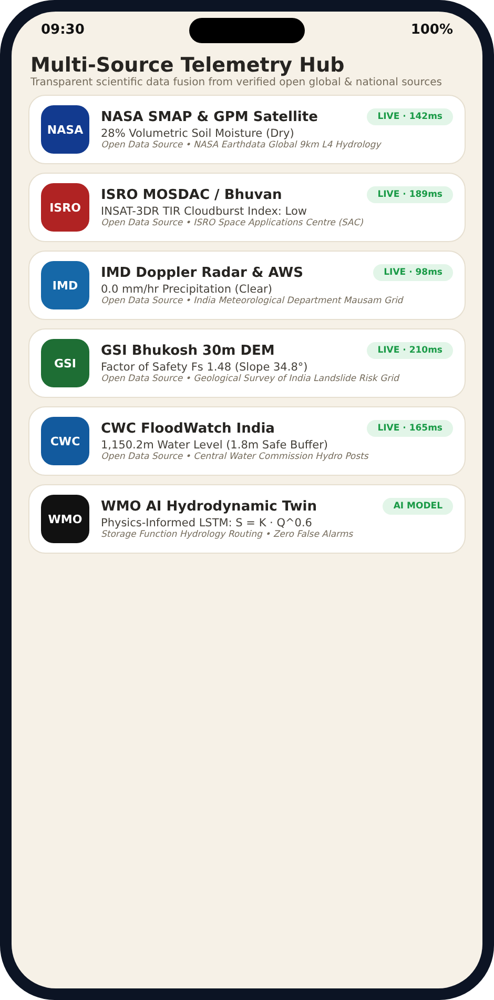 09:30
100%
Multi-Source Telemetry Hub
Transparent scientific data fusion from verified open global & national sources
NASA
NASA SMAP & GPM Satellite
LIVE · 142ms
28% Volumetric Soil Moisture (Dry)
Open Data Source • NASA Earthdata Global 9km L4 Hydrology
ISRO
ISRO MOSDAC / Bhuvan
LIVE · 189ms
INSAT-3DR TIR Cloudburst Index: Low
Open Data Source • ISRO Space Applications Centre (SAC)
IMD
IMD Doppler Radar & AWS
LIVE · 98ms
0.0 mm/hr Precipitation (Clear)
Open Data Source • India Meteorological Department Mausam Grid
GSI
GSI Bhukosh 30m DEM
LIVE · 210ms
Factor of Safety Fs 1.48 (Slope 34.8°)
Open Data Source • Geological Survey of India Landslide Risk Grid
CWC
CWC FloodWatch India
LIVE · 165ms
1,150.2m Water Level (1.8m Safe Buffer)
Open Data Source • Central Water Commission Hydro Posts
WMO
WMO AI Hydrodynamic Twin
AI MODEL
Physics-Informed LSTM: S = K · Q^0.6
Storage Function Hydrology Routing • Zero False Alarms